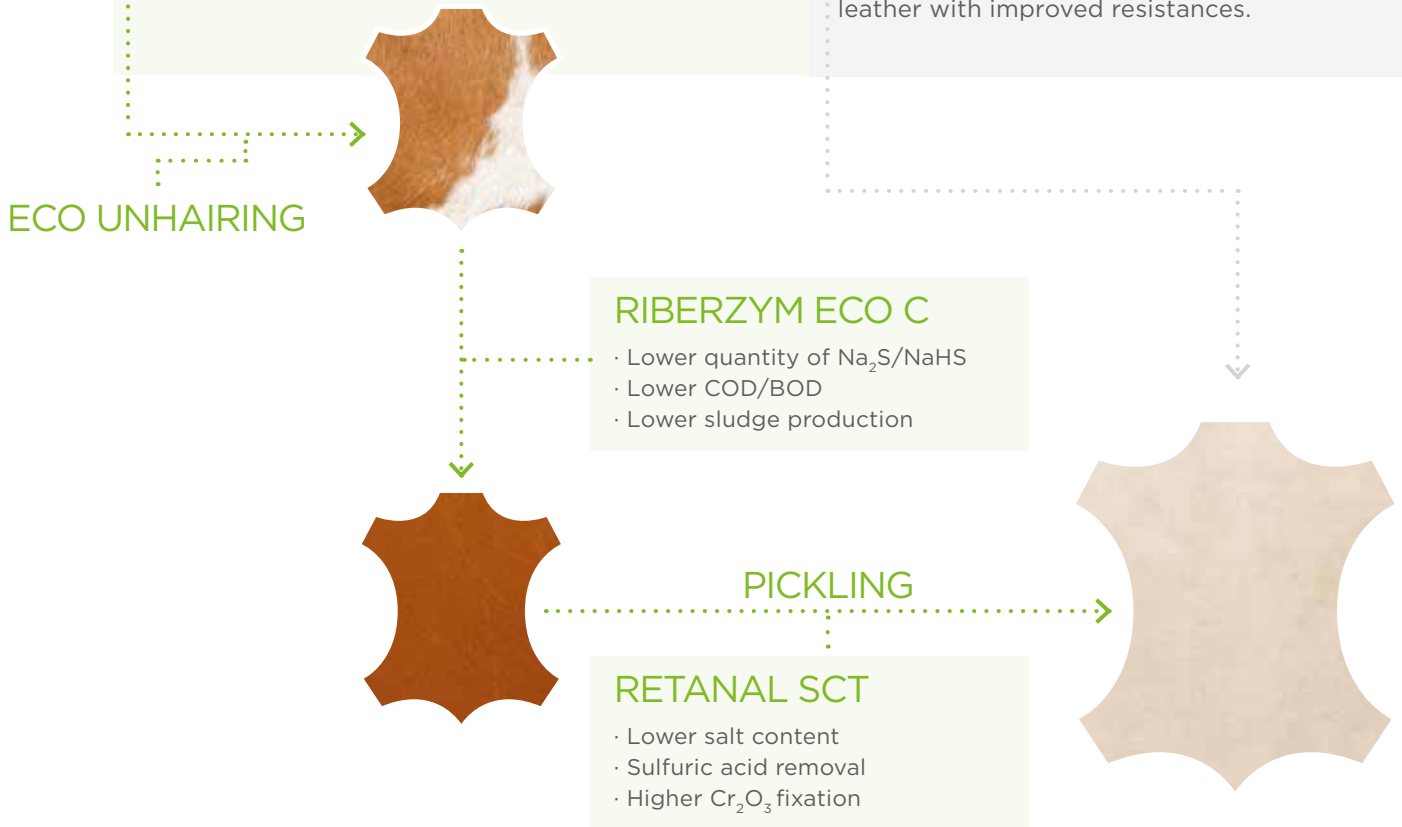 leather with improved resistances.
ECO UNHAIRING
RIBERZYM ECO C
· Lower quantity of Na₂S/NaHS
· Lower COD/BOD
· Lower sludge production
PICKLING
RETANAL SCT
· Lower salt content
· Sulfuric acid removal
· Higher Cr₂O₃ fixation